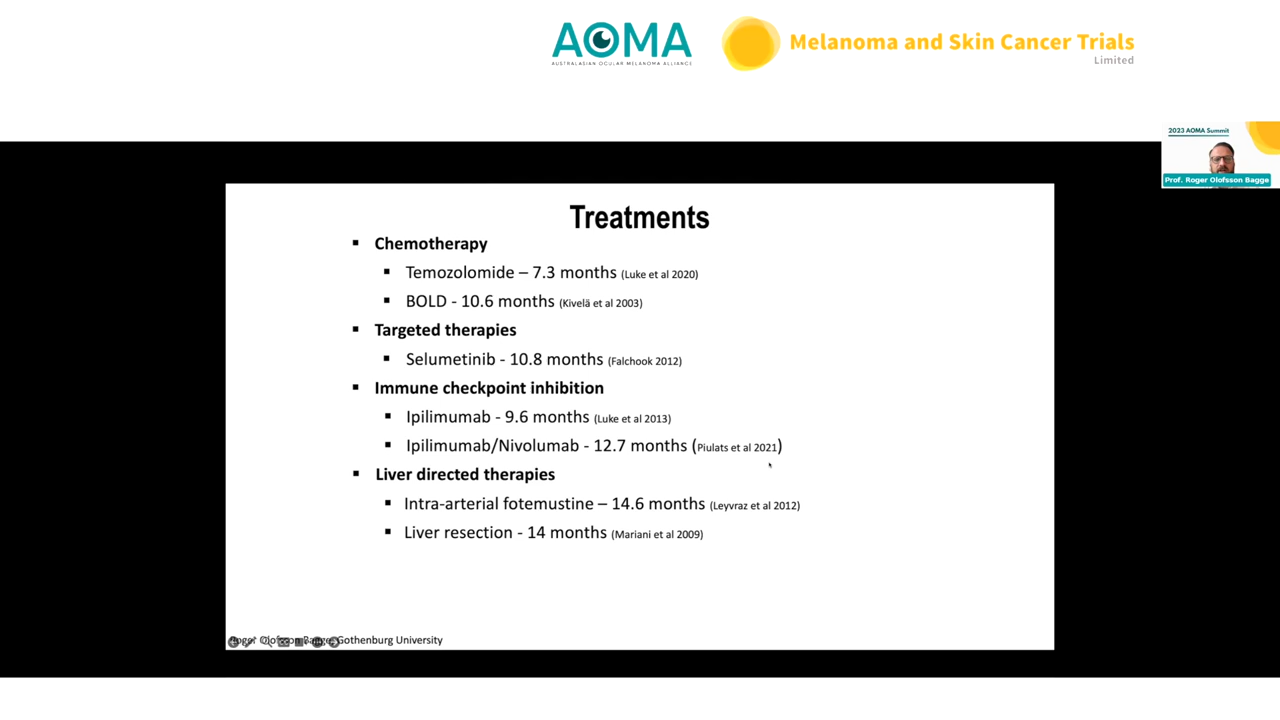 AOMA
AUSTRALASIAN OCULAR MELANOMA ALLIANCE
Melanoma and Skin Cancer Trials
Limited
2023 AOMA Summit
Prof. Roger Olofsson Bagge
Treatments
▪ Chemotherapy
▪ Temozolomide – 7.3 months (Luke et al 2020)
▪ BOLD - 10.6 months (Kivelä et al 2003)
▪ Targeted therapies
▪ Selumetinib - 10.8 months (Falchook 2012)
▪ Immune checkpoint inhibition
▪ Ipilimumab - 9.6 months (Luke et al 2013)
▪ Ipilimumab/Nivolumab - 12.7 months (Piulats et al 2021)
▪ Liver directed therapies
▪ Intra-arterial fotemustine – 14.6 months (Leyvraz et al 2012)
▪ Liver resection - 14 months (Mariani et al 2009)
Roger Olofsson Bagge, Gothenburg University